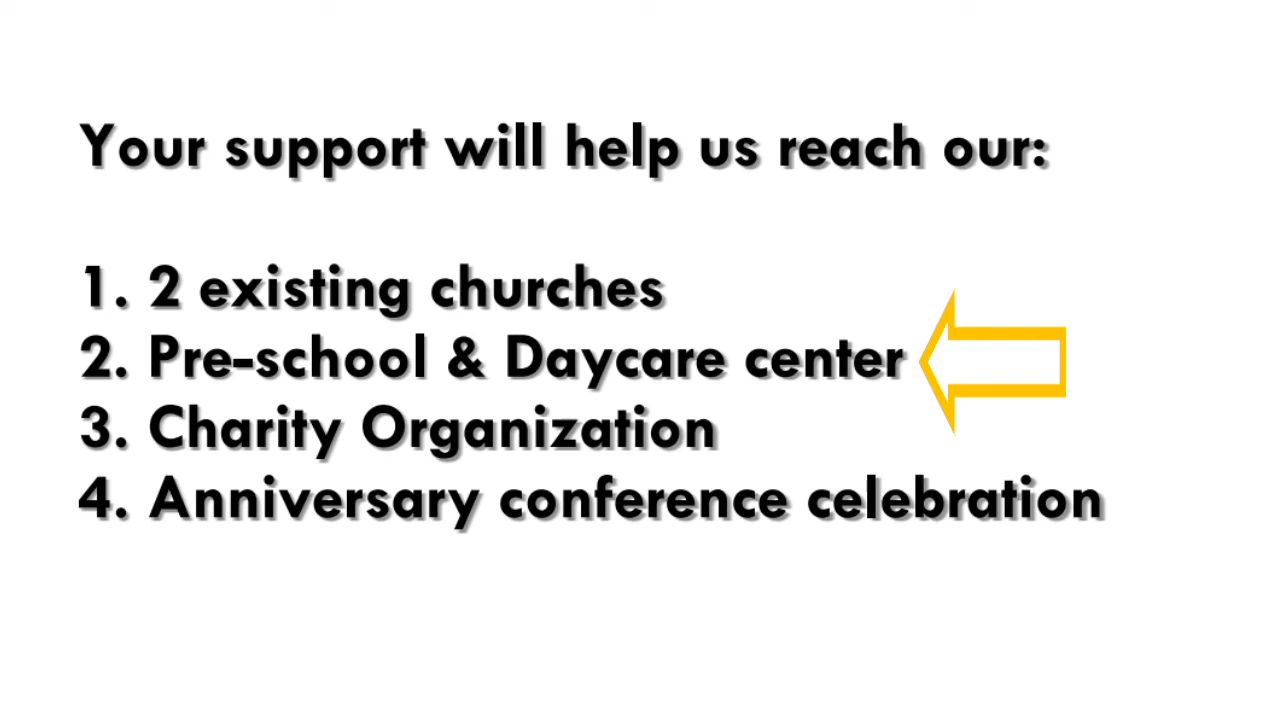 Your support will help us reach our:
1. 2 existing churches
2. Pre-school & Daycare center
3. Charity Organization
4. Anniversary conference celebration